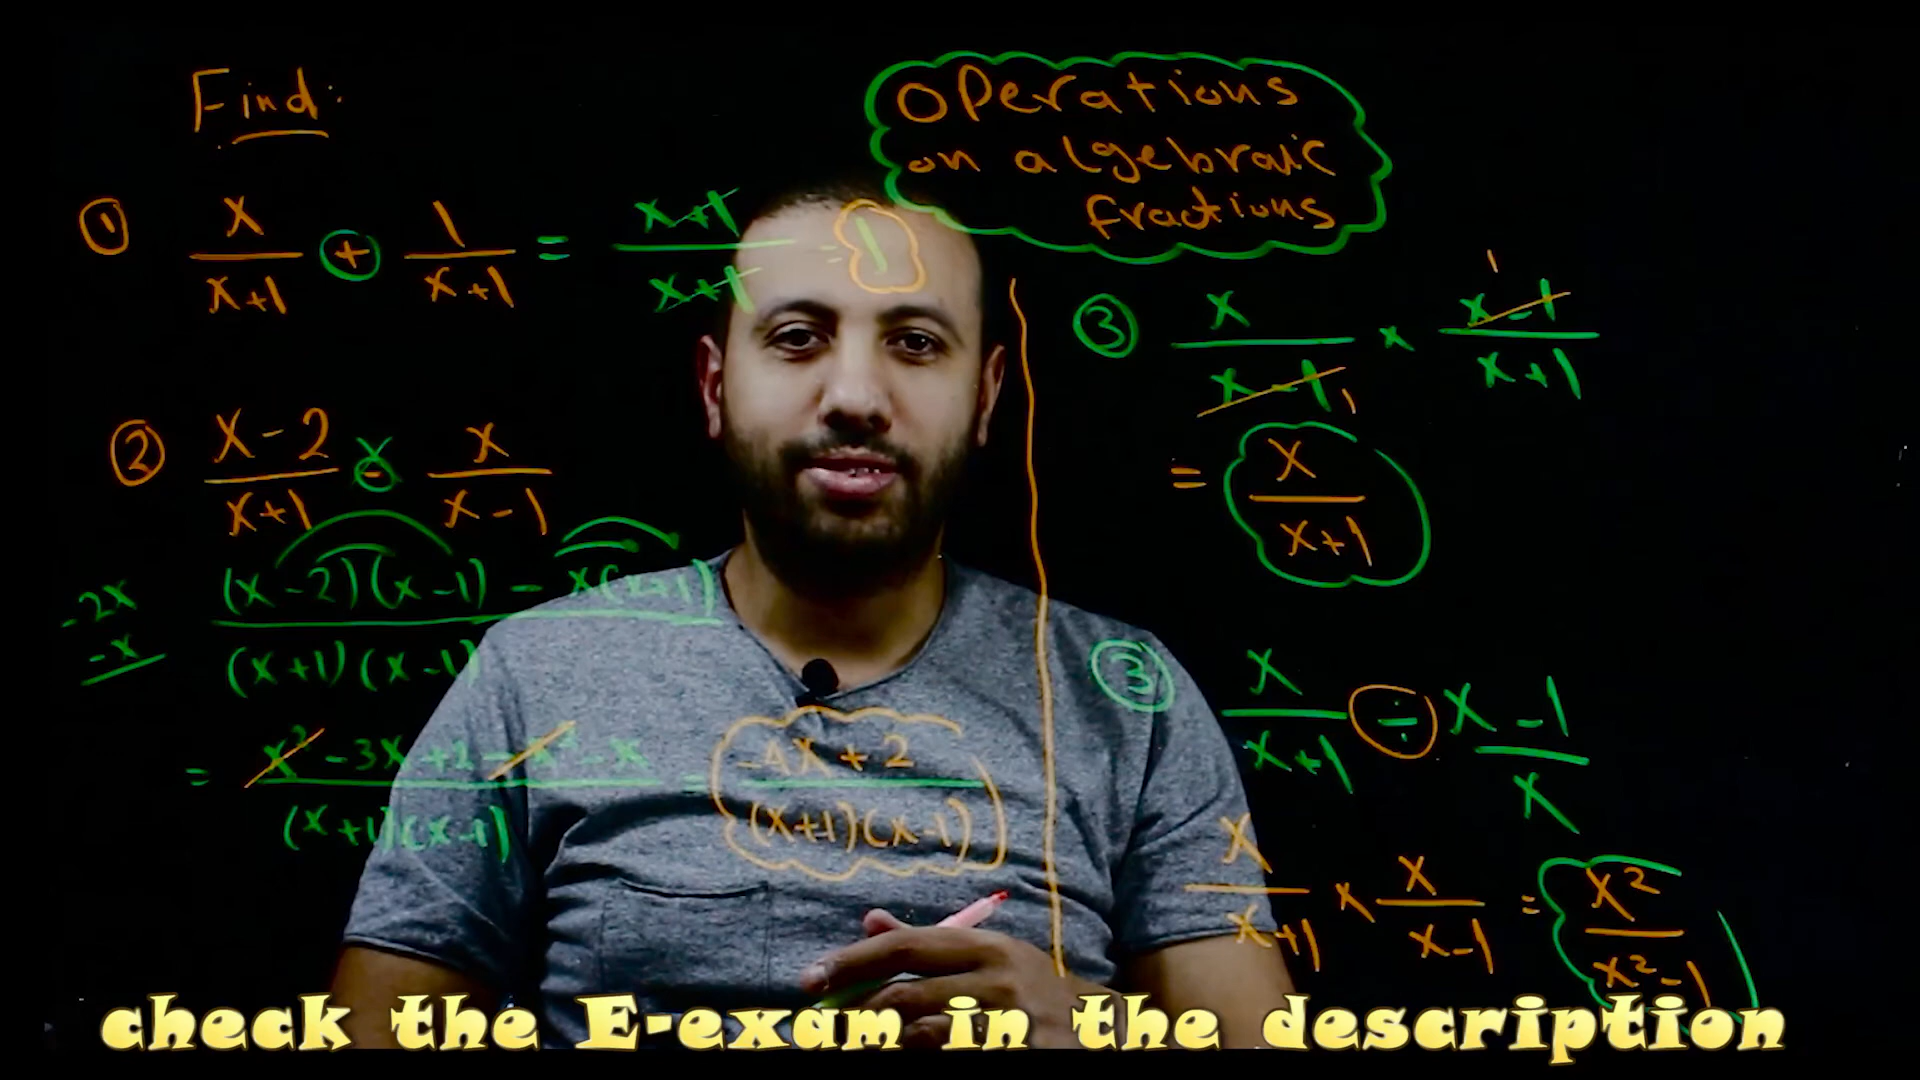 Find:
Operations
on algebraic
fractions
① x/(x+1) + 1/(x+1) = (x+1)/(x+1) = 1
② (x-2)/(x+1) - x/(x-1)
((x-2)(x-1) - x(x+1))/((x+1)(x-1))
-2x
-x
= (x²-3x+2-x²-x)/((x+1)(x-1)) = (-4x+2)/((x+1)(x-1))
③ x/(x-1) × (x-1)/(x+1)
1
1
= x/(x+1)
③ x/(x+1) ÷ (x-1)/x
x/(x+1) × x/(x-1) = x²/(x²-1)
check the E-exam in the description